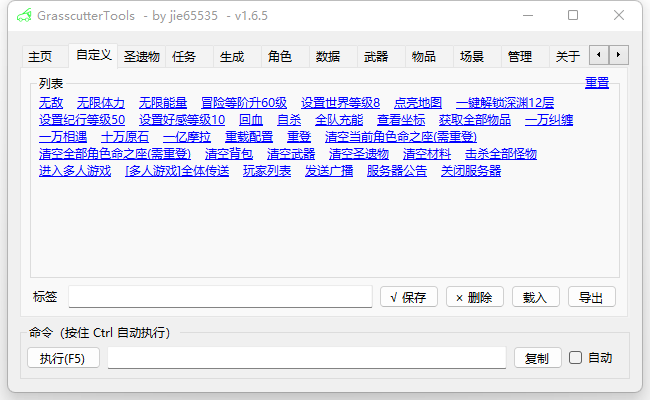 GrasscutterTools - by jie65535 - v1.6.5
主页 自定义 圣遗物 任务 生成 角色 数据 武器 物品 场景 管理 关于
列表 重置
无敌 无限体力 无限能量 冒险等阶升60级 设置世界等级8 点亮地图 一键解锁深渊12层
设置纪行等级50 设置好感等级10 回血 自杀 全队充能 查看坐标 获取全部物品 一万纠缠
一万相遇 十万原石 一亿摩拉 重载配置 重登 清空当前角色命之座(需重登)
清空全部角色命之座(需重登) 清空背包 清空武器 清空圣遗物 清空材料 击杀全部怪物
进入多人游戏 [多人游戏]全体传送 玩家列表 发送广播 服务器公告 关闭服务器
标签 √ 保存 × 删除 载入 导出
命令（按住 Ctrl 自动执行）
执行(F5) 复制 自动